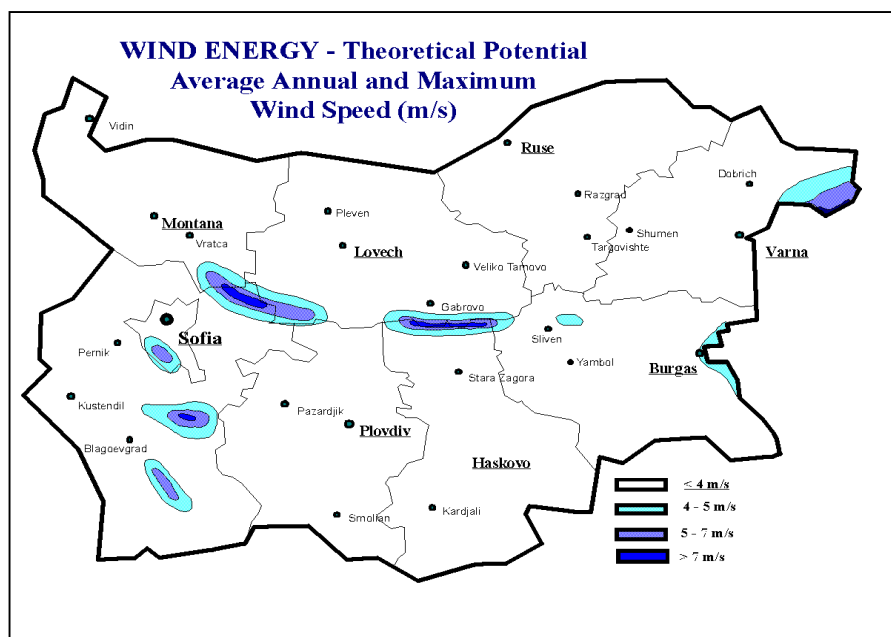 WIND ENERGY - Theoretical Potential
Average Annual and Maximum
Wind Speed (m/s)
Vidin
Ruse
Dobrich
Razgrad
Pleven
Montana
Vratca
Shumen
Targovishte
Varna
Lovech
Veliko Tarnovo
Gabrovo
Sofia
Sliven
Pernik
Yambol
Burgas
Stara Zagora
Kustendil
Pazardjik
Plovdiv
Blagoevgrad
Haskovo
< 4 m/s
4 - 5 m/s
Smolian
Kardjali
5 - 7 m/s
> 7 m/s